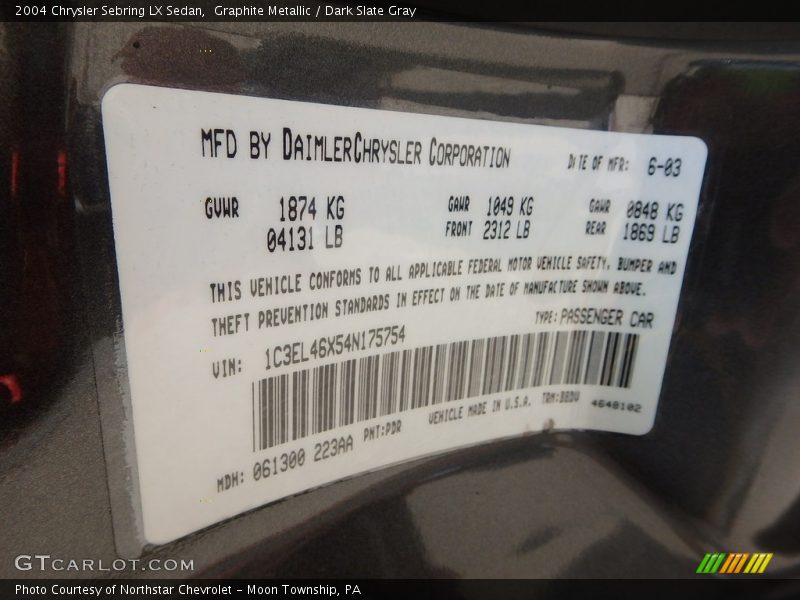 2004 Chrysler Sebring LX Sedan,  Graphite Metallic / Dark Slate Gray
MFD BY DAIMLERCHRYSLER CORPORATION DATE OF MFR: 6-03
GVWR 1874 KG GAWR 1049 KG GAWR 0848 KG
04131 LB FRONT 2312 LB REAR 1869 LB
THIS VEHICLE CONFORMS TO ALL APPLICABLE FEDERAL MOTOR VEHICLE SAFETY, BUMPER AND
THEFT PREVENTION STANDARDS IN EFFECT ON THE DATE OF MANUFACTURE SHOWN ABOVE.
VIN: 1C3EL46X54N175754 TYPE: PASSENGER CAR
MDH: 061300 223AA PNT:PDR VEHICLE MADE IN U.S.A. TRM:BBDV 4648102
GTCARLOT.COM
Photo Courtesy of Northstar Chevrolet - Moon Township, PA